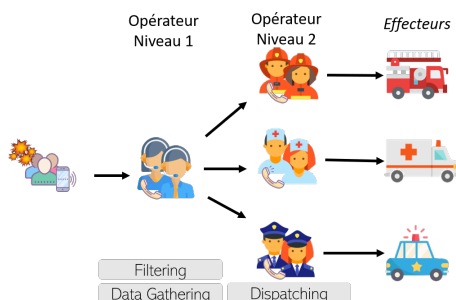 Opérateur
Niveau 1
Opérateur
Niveau 2
Effecteurs
Filtering
Data Gathering
Dispatching